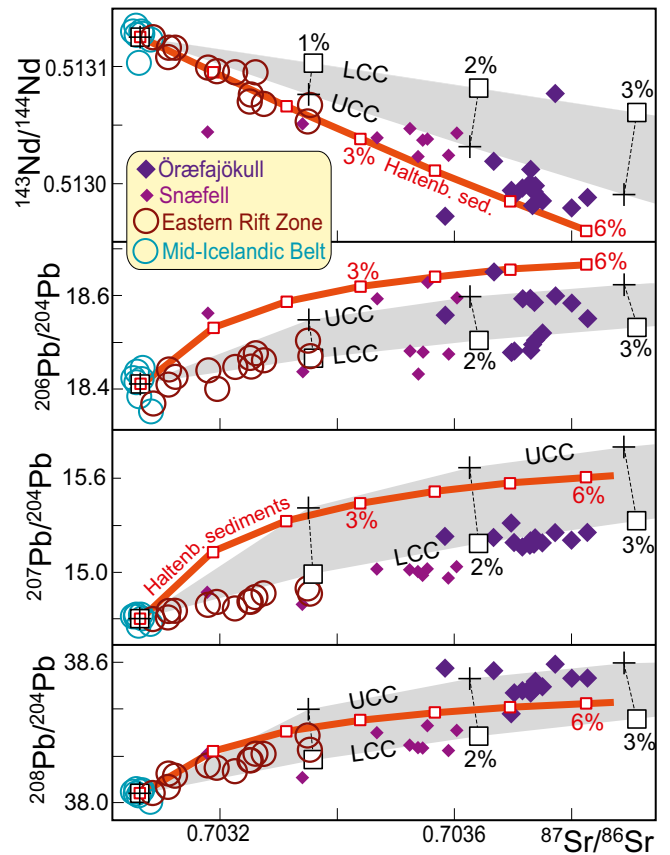 143Nd/144Nd
0.5131
0.5130
1%
2%
3%
LCC
UCC
3%
Haltenb. sed.
6%
Öræfajökull
Snæfell
Eastern Rift Zone
Mid-Icelandic Belt
206Pb/204Pb
18.6
18.4
3%
6%
UCC
LCC
2%
3%
207Pb/204Pb
15.6
15.0
Haltenb. sediments
UCC
3%
6%
LCC
2%
3%
208Pb/204Pb
38.6
38.0
UCC
LCC
6%
2%
3%
0.7032
0.7036
87Sr/86Sr